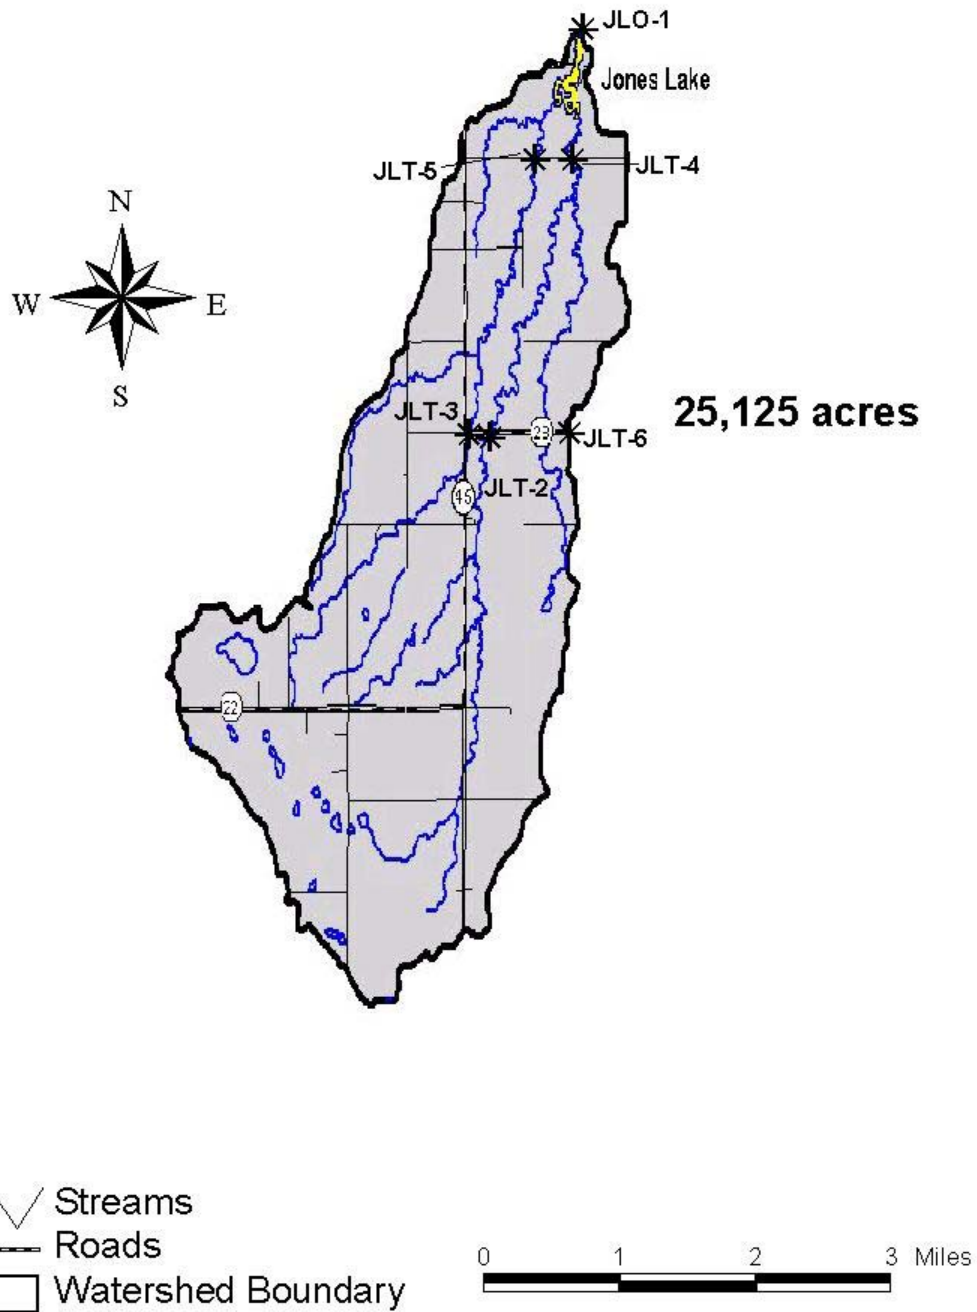 JLO-1
Jones Lake
JLT-5
JLT-4
N
W
E
S
25,125 acres
JLT-3
23
JLT-6
45
JLT-2
22
Streams
Roads
Watershed Boundary
0 1 2 3 Miles